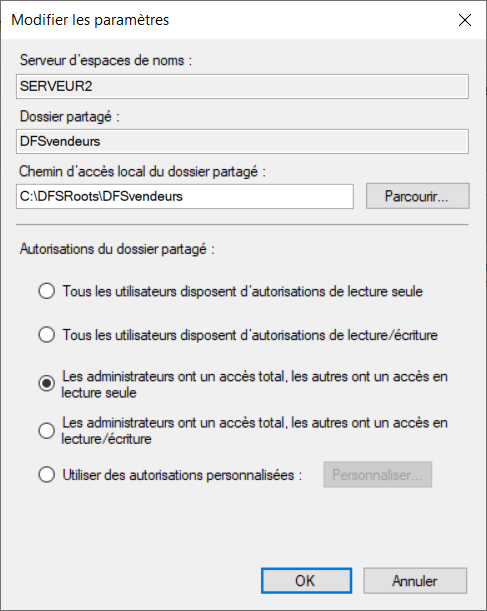 Modifier les paramètres
Serveur d'espaces de noms :
SERVEUR2
Dossier partagé :
DFSvendeurs
Chemin d'accès local du dossier partagé :
C:\DFSRoots\DFSvendeurs
Parcourir...
Autorisations du dossier partagé :
Tous les utilisateurs disposent d'autorisations de lecture seule
Tous les utilisateurs disposent d'autorisations de lecture/écriture
Les administrateurs ont un accès total, les autres ont un accès en
lecture seule
Les administrateurs ont un accès total, les autres ont un accès en
lecture/écriture
Utiliser des autorisations personnalisées :
Personnaliser...
OK
Annuler